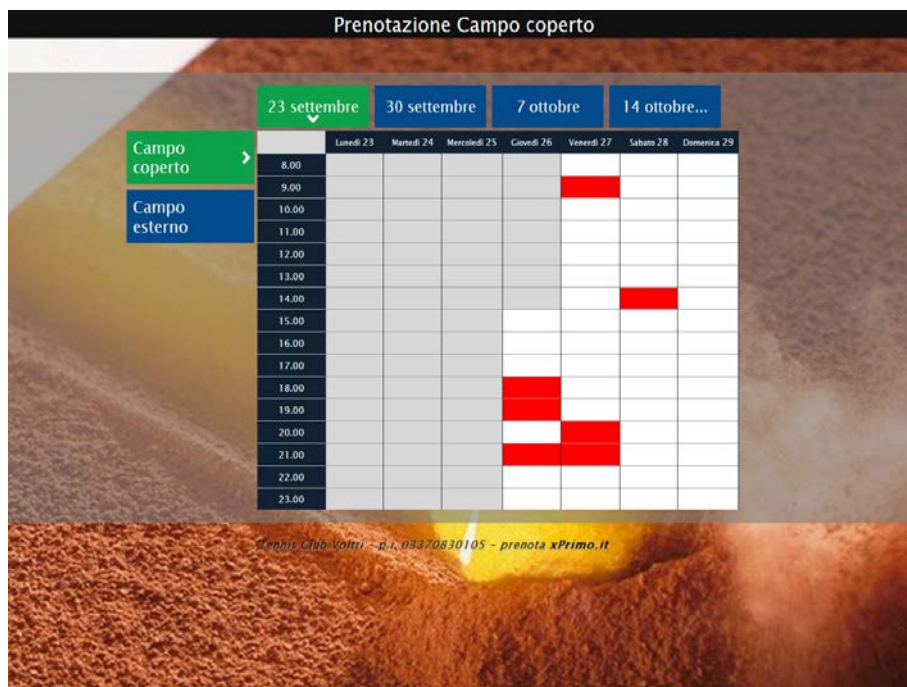 Prenotazione Campo coperto
23 settembre 30 settembre 7 ottobre 14 ottobre...
Campo
coperto
Campo
esterno
Lunedì 23 Martedì 24 Mercoledì 25 Giovedì 26 Venerdì 27 Sabato 28 Domenica 29
8.00
9.00
10.00
11.00
12.00
13.00
14.00
15.00
16.00
17.00
18.00
19.00
20.00
21.00
22.00
23.00
Tennis Club Voltri - p.i. 03370830105 - prenota xPrimo.it